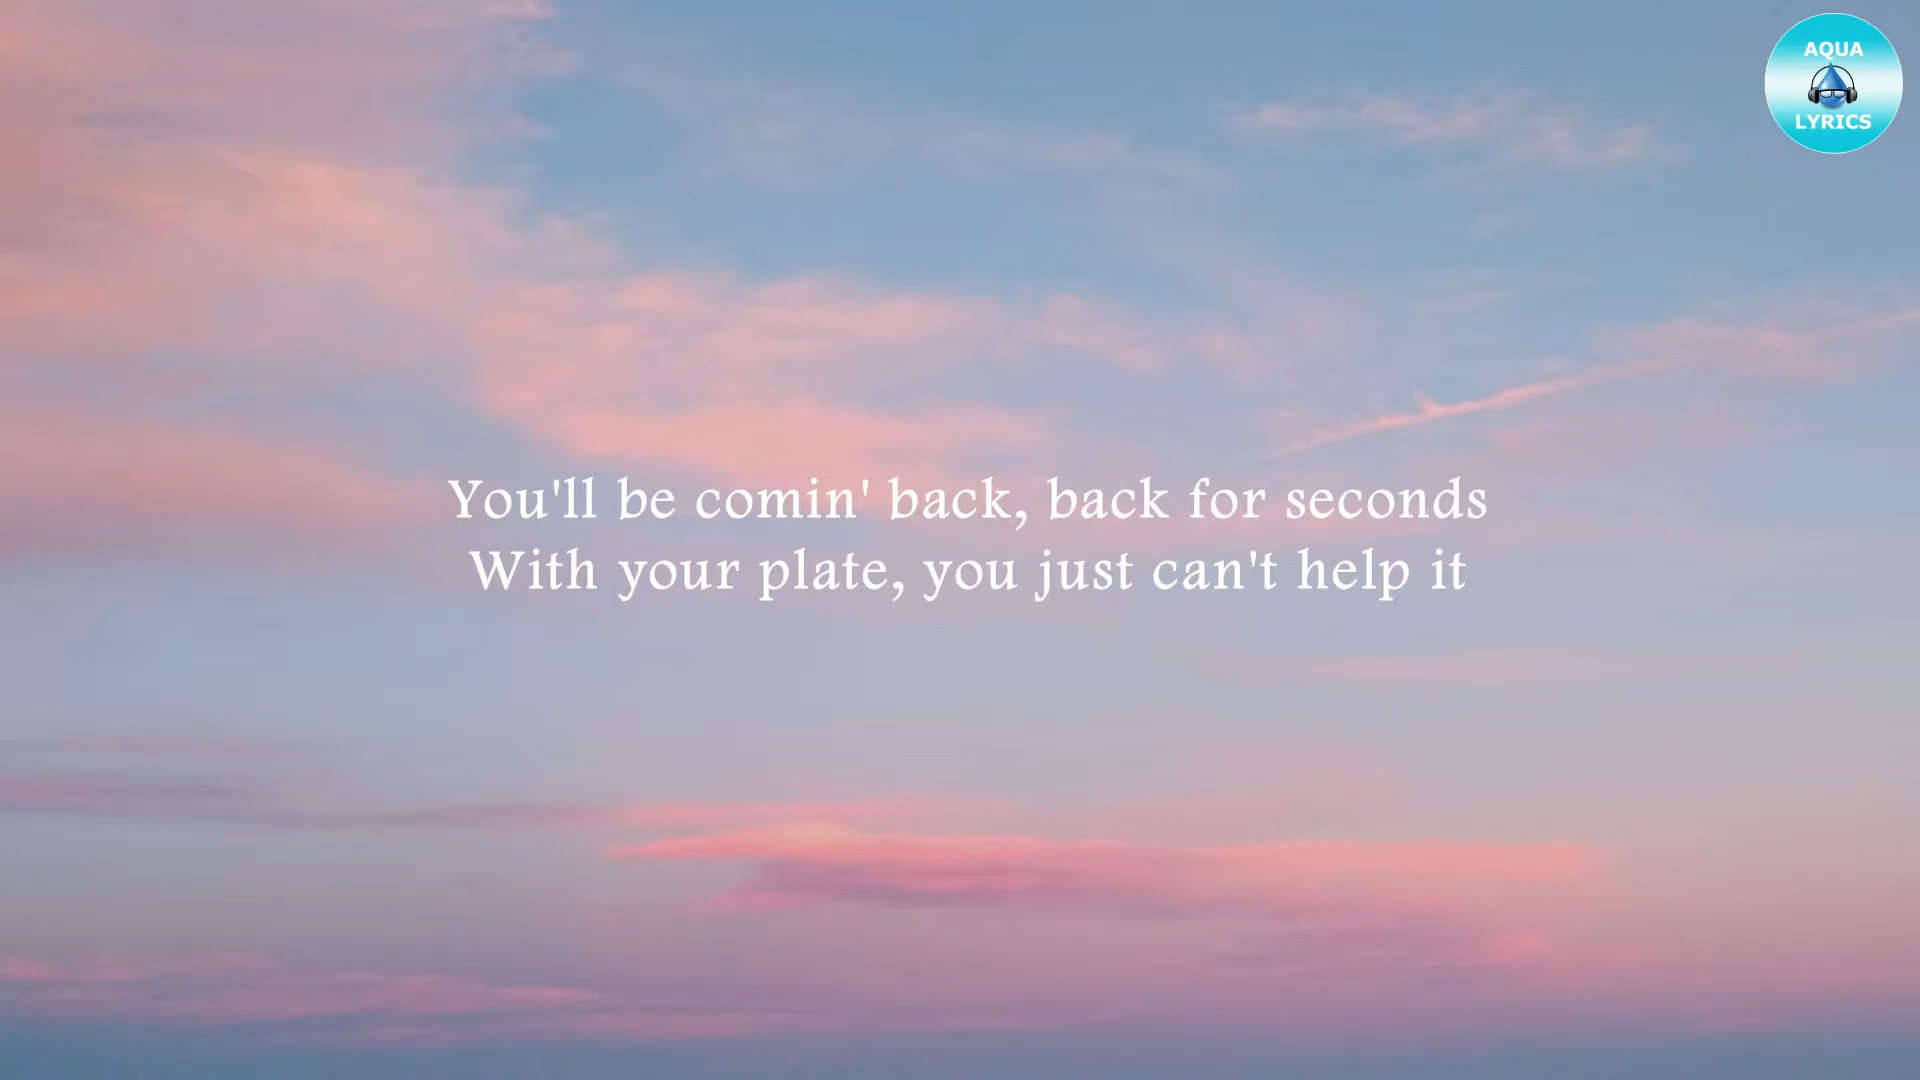 AQUA
LYRICS
You'll be comin' back, back for seconds
With your plate, you just can't help it